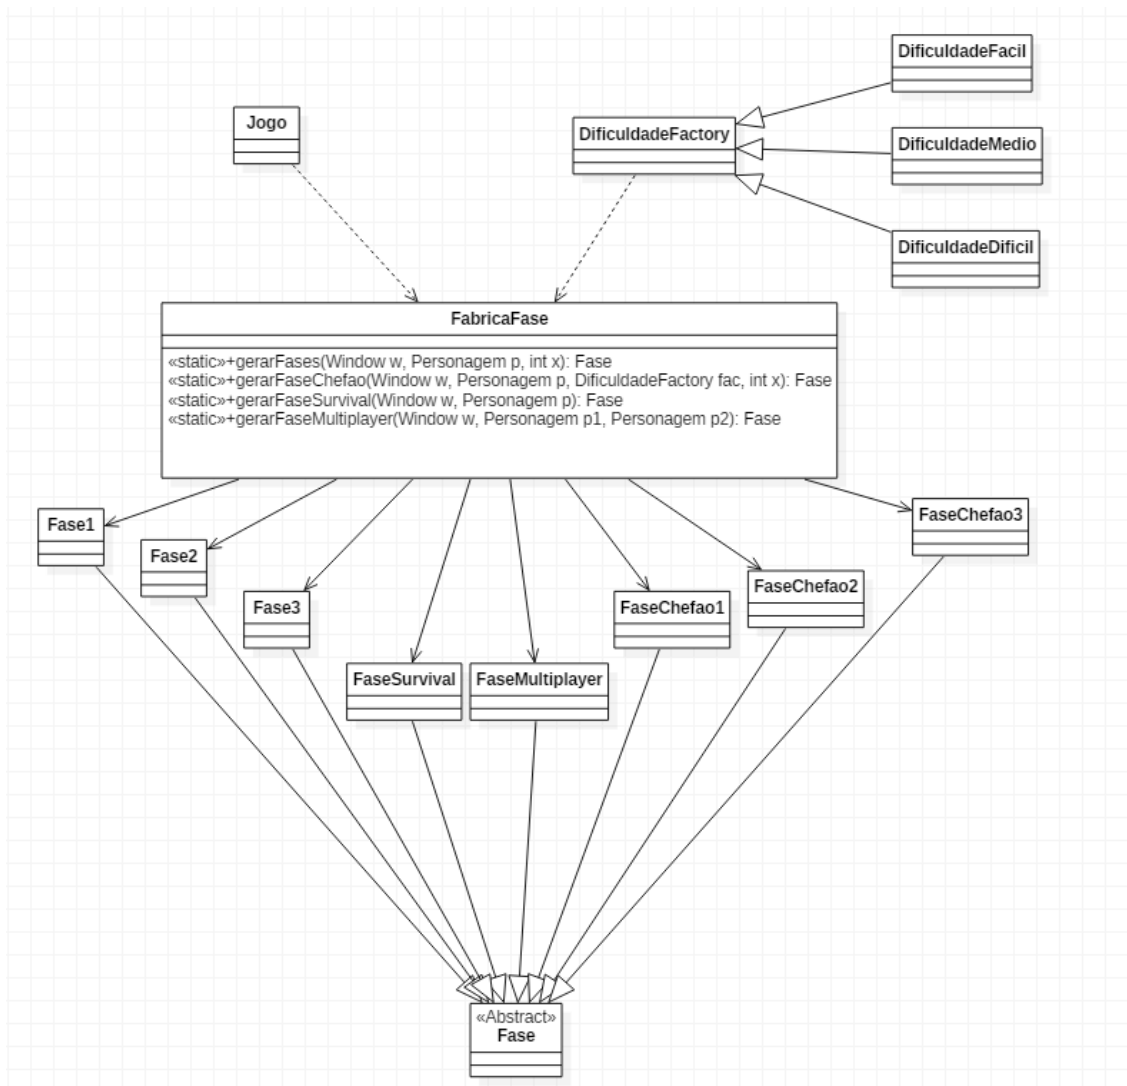 DificuldadeFacil
Jogo
DificuldadeFactory
DificuldadeMedio
DificuldadeDificil
FabricaFase
«static»+gerarFases(Window w, Personagem p, int x): Fase
«static»+gerarFaseChefao(Window w, Personagem p, DificuldadeFactory fac, int x): Fase
«static»+gerarFaseSurvival(Window w, Personagem p): Fase
«static»+gerarFaseMultiplayer(Window w, Personagem p1, Personagem p2): Fase
Fase1
Fase2
Fase3
FaseSurvival
FaseMultiplayer
FaseChefao1
FaseChefao2
FaseChefao3
«Abstract»
Fase